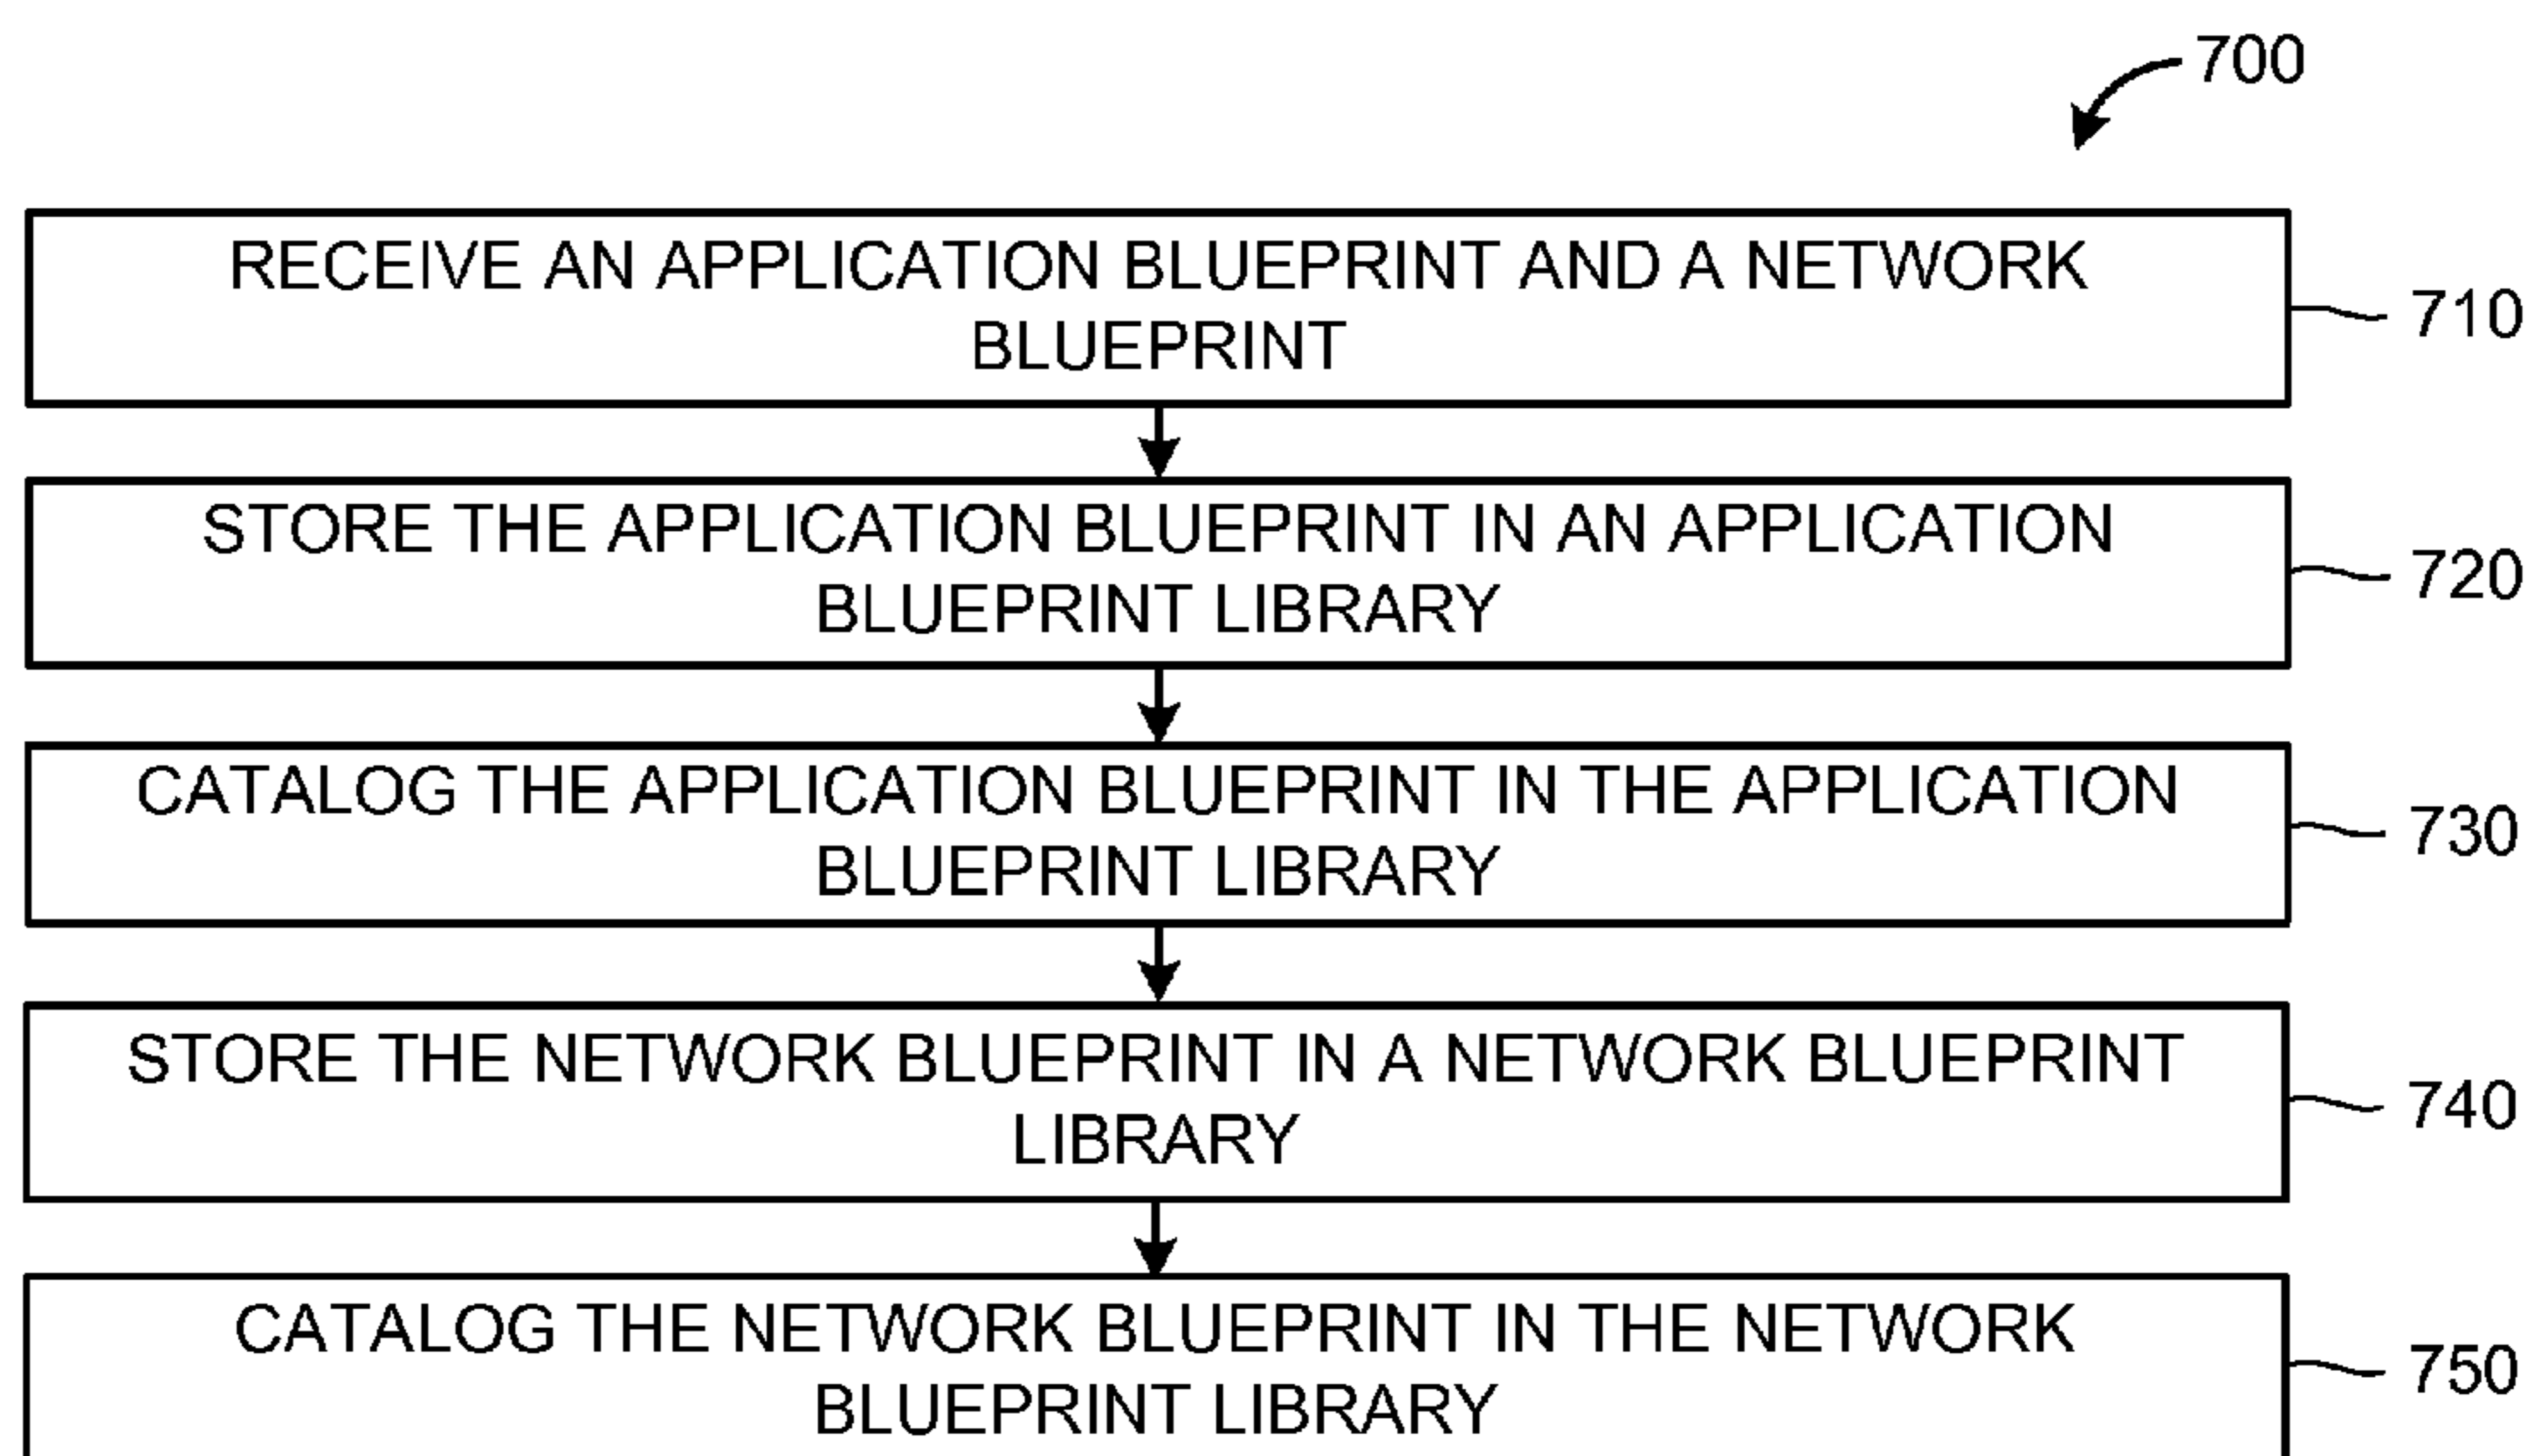 700
RECEIVE AN APPLICATION BLUEPRINT AND A NETWORK
BLUEPRINT
710
STORE THE APPLICATION BLUEPRINT IN AN APPLICATION
BLUEPRINT LIBRARY
720
CATALOG THE APPLICATION BLUEPRINT IN THE APPLICATION
BLUEPRINT LIBRARY
730
STORE THE NETWORK BLUEPRINT IN A NETWORK BLUEPRINT
LIBRARY
740
CATALOG THE NETWORK BLUEPRINT IN THE NETWORK
BLUEPRINT LIBRARY
750